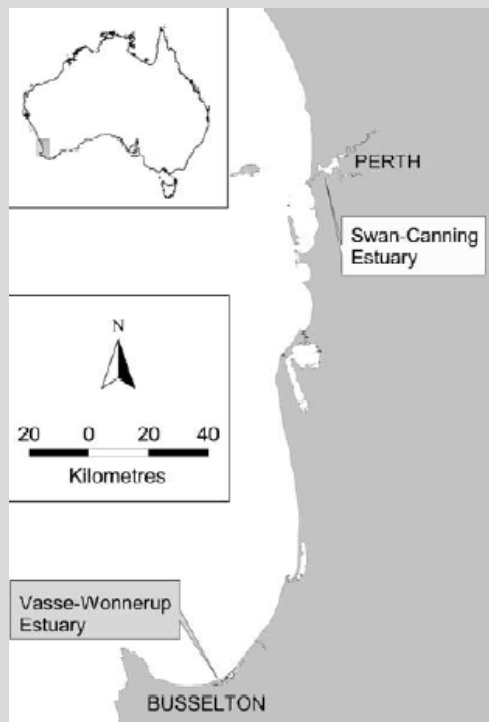 PERTH
Swan-Canning
Estuary
N
20 0 20 40
Kilometres
Vasse-Wonnerup
Estuary
BUSSELTON